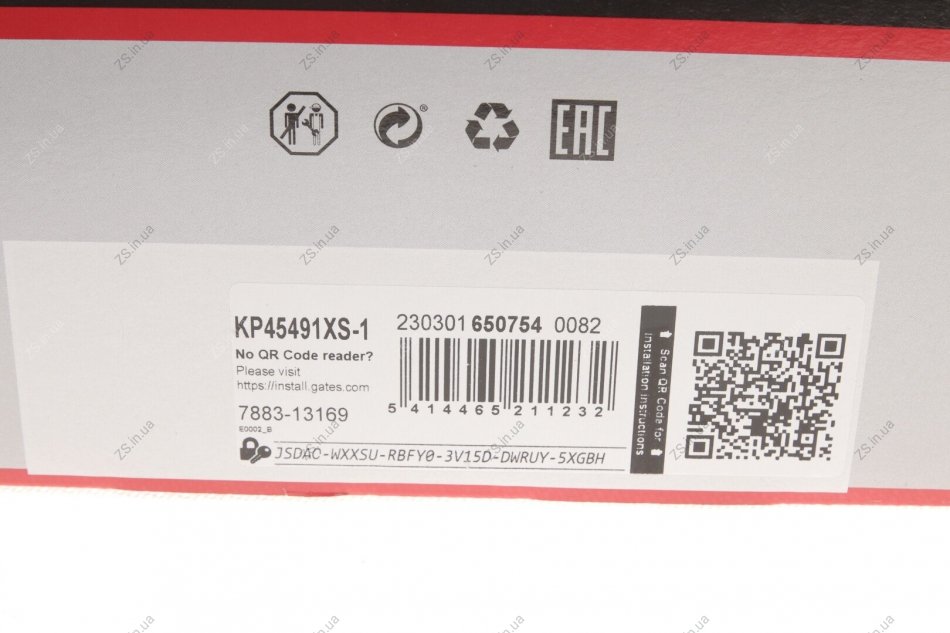 EAC
KP45491XS-1
230301 650754 0082
No QR Code reader?
Please visit
https://install.gates.com
5 414465 211232
7883-13169
E0002_B
JSDAC-WXXSU-RBFY0-3V15D-DWRUY-5XGBH
Scan QR Code for
installation instructions
ZS.in.ua